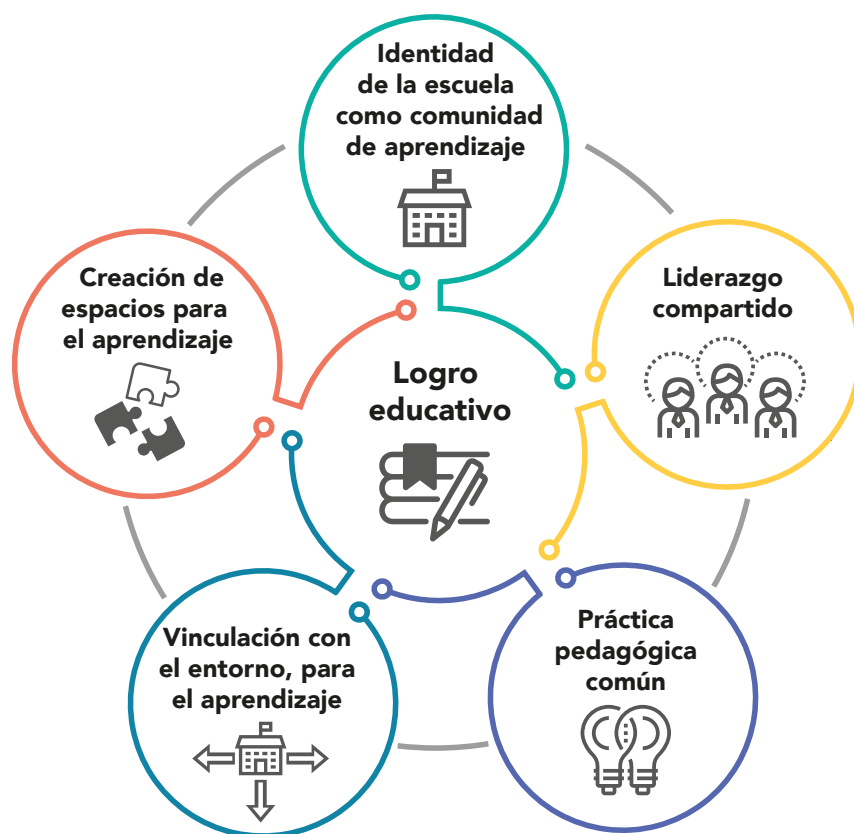 Identidad
de la escuela
como comunidad
de aprendizaje
Liderazgo
compartido
Práctica
pedagógica
común
Vinculación con
el entorno, para
el aprendizaje
Creación de
espacios para
el aprendizaje
Logro
educativo